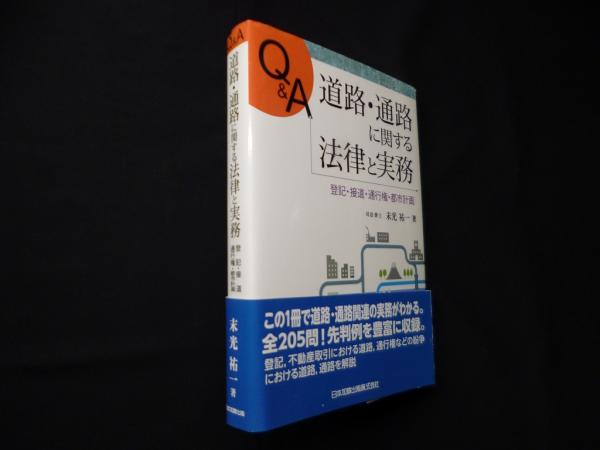 Q&A
道路・通路
に関する
法律と実務
登記・接道・通行権・都市計画
司法書士 末光 祐一 著
この1冊で道路・通路関連の実務がわかる。
全205問!先判例を豊富に収録。
登記,不動産取引における道路,通行権などの紛争
における道路,通路を解説
日本加除出版株式会社
Q&A
道路・通路に関する法律と実務
登記・接道
通行権・都市計画
末光 祐一 著
日本加除出版